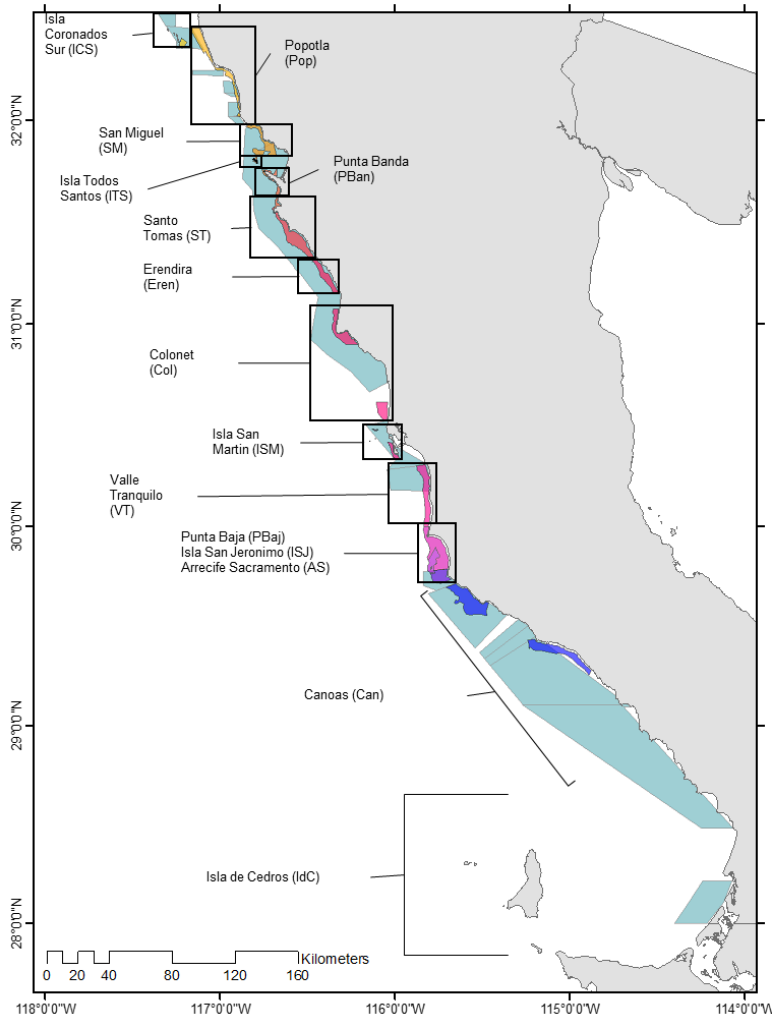 Isla
Coronados
Sur (ICS)
Popotla
(Pop)
San Miguel
(SM)
Punta Banda
(PBan)
Isla Todos
Santos (ITS)
Santo
Tomas (ST)
Erendira
(Eren)
Colonet
(Col)
Isla San
Martin (ISM)
Valle
Tranquilo
(VT)
Punta Baja (PBaj)
Isla San Jeronimo (ISJ)
Arrecife Sacramento (AS)
Canoas (Can)
Isla de Cedros (IdC)
32°0'0"N
31°0'0"N
30°0'0"N
29°0'0"N
28°0'0"N
Kilometers
0 20 40 80 120 160
118°0'0"W 117°0'0"W 116°0'0"W 115°0'0"W 114°0'0"W